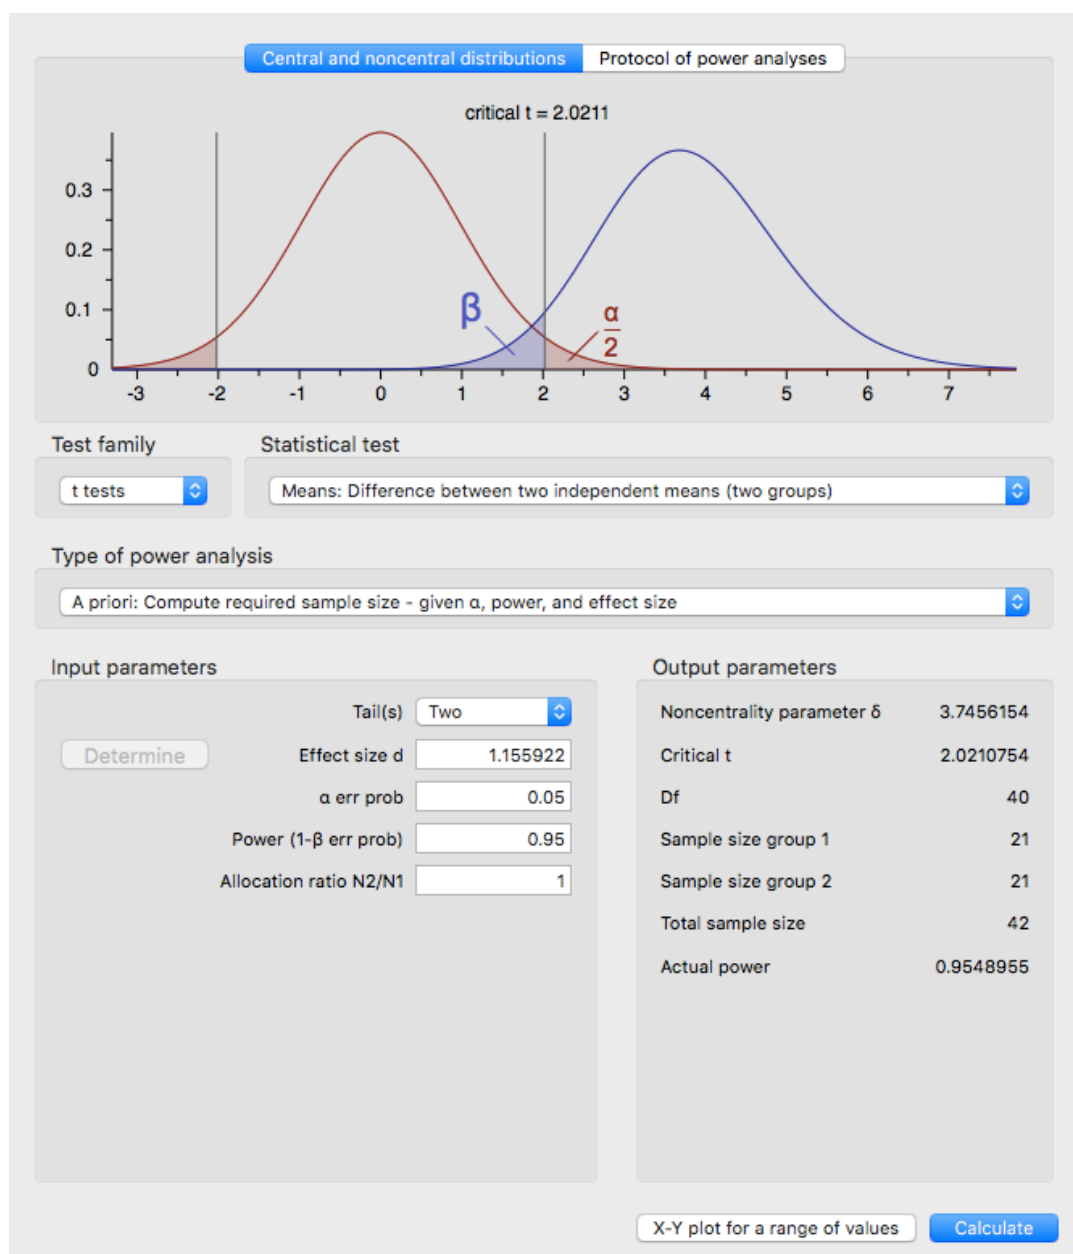 Central and noncentral distributions Protocol of power analyses
critical t = 2.0211
0.3
0.2
0.1
0
β
α
2
-3 -2 -1 0 1 2 3 4 5 6 7
Test family Statistical test
t tests Means: Difference between two independent means (two groups)
Type of power analysis
A priori: Compute required sample size - given α, power, and effect size
Input parameters
Tail(s) Two
Determine Effect size d 1.155922
α err prob 0.05
Power (1-β err prob) 0.95
Allocation ratio N2/N1 1
Output parameters
Noncentrality parameter δ 3.7456154
Critical t 2.0210754
Df 40
Sample size group 1 21
Sample size group 2 21
Total sample size 42
Actual power 0.9548955
X-Y plot for a range of values Calculate